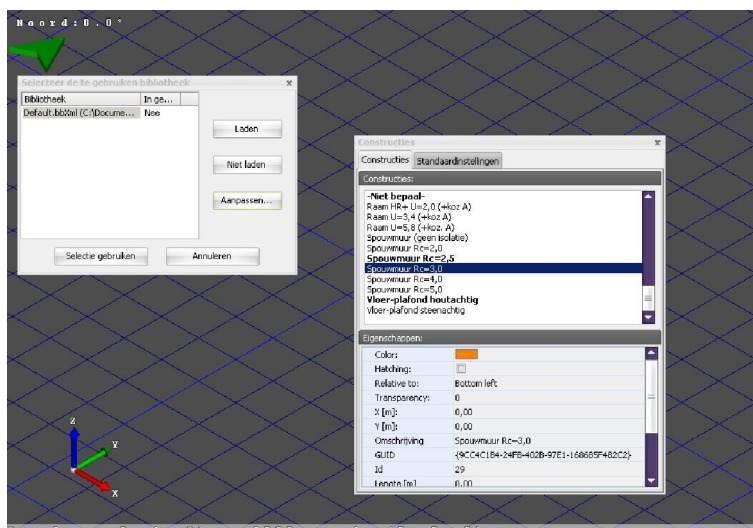 Noord:0.0°
Selecteer de te gebruiken bibliotheek x
Bibliotheek In ge...
Default.bbXml (C:\Docume... Nee
Laden
Niet laden
Aanpassen...
Selectie gebruiken Annuleren
Constructies x
Constructies Standaardinstellingen
Constructies:
-Niet bepaal-
Raam HR+ U=2,0 (+koz A)
Raam U=3,4 (+koz A)
Raam U=5,8 (+koz. A)
Spouwmuur (geen isolatie)
Spouwmuur Rc=2,0
Spouwmuur Rc=2,5
Spouwmuur Rc=3,0
Spouwmuur Rc=4,0
Spouwmuur Rc=5,0
Vloer-plafond houtachtig
Vloer-plafond steenachtig
Eigenschappen:
Color:
Hatching:
Relative to: Bottom left
Transparency: 0
X [m]: 0,00
Y [m]: 0,00
Omschrijving Spouwmuur Rc=3,0
GUID {9CC4C1B4-24FB-402B-97E1-168685F482C2}
Id 29
Lengte [m] 0,00
Z
Y
X